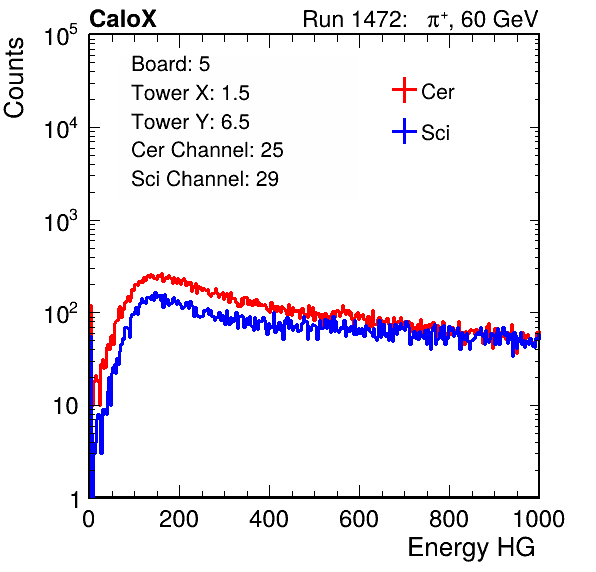 CaloX Run 1472: π⁺, 60 GeV
Counts
Board: 5
Tower X: 1.5
Tower Y: 6.5
Cer Channel: 25
Sci Channel: 29
Cer
Sci
10⁵
10⁴
10³
10²
10
1
0 200 400 600 800 1000
Energy HG